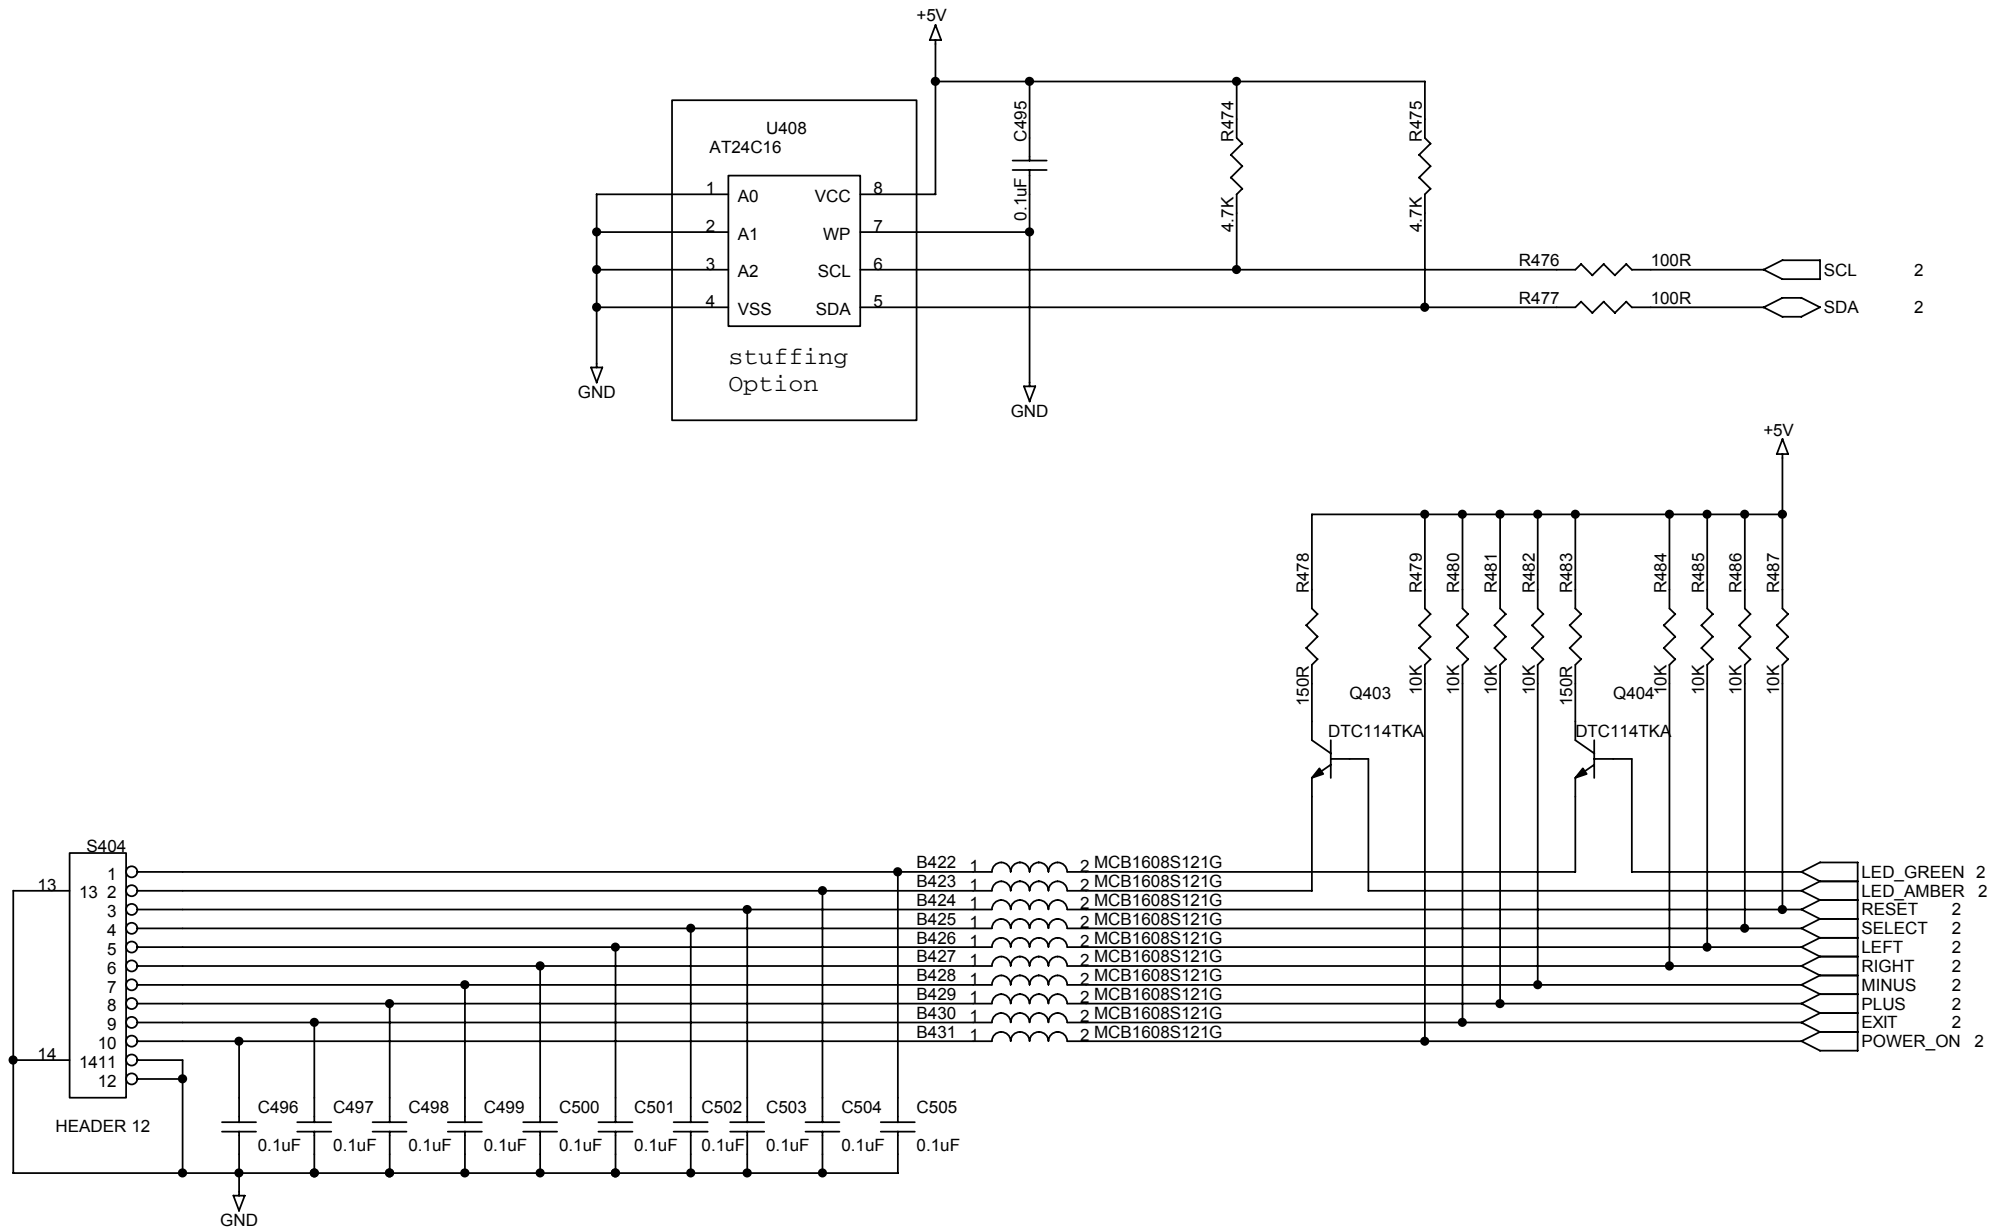 +5V
U408
AT24C16
C495
0.1uF
R474
4.7K
R475
4.7K
1 A0 VCC 8
2 A1 WP 7
3 A2 SCL 6
4 VSS SDA 5
R476 100R SCL 2
R477 100R SDA 2
stuffing
Option
GND
GND
+5V
R478
R479
R480
R481
R482
R483
R484
R485
R486
R487
150R
10K
10K
10K
10K
150R
10K
10K
10K
10K
Q403
DTC114TKA
Q404
DTC114TKA
S404
1 B422 1 2 MCB1608S121G LED_GREEN 2
13 13 2 B423 1 2 MCB1608S121G LED_AMBER 2
3 B424 1 2 MCB1608S121G RESET 2
4 B425 1 2 MCB1608S121G SELECT 2
5 B426 1 2 MCB1608S121G LEFT 2
6 B427 1 2 MCB1608S121G RIGHT 2
7 B428 1 2 MCB1608S121G MINUS 2
8 B429 1 2 MCB1608S121G PLUS 2
9 B430 1 2 MCB1608S121G EXIT 2
10 B431 1 2 MCB1608S121G POWER_ON 2
14 1411
12
HEADER 12
C496 C497 C498 C499 C500 C501 C502 C503 C504 C505
0.1uF 0.1uF 0.1uF 0.1uF 0.1uF 0.1uF 0.1uF 0.1uF 0.1uF 0.1uF
GND